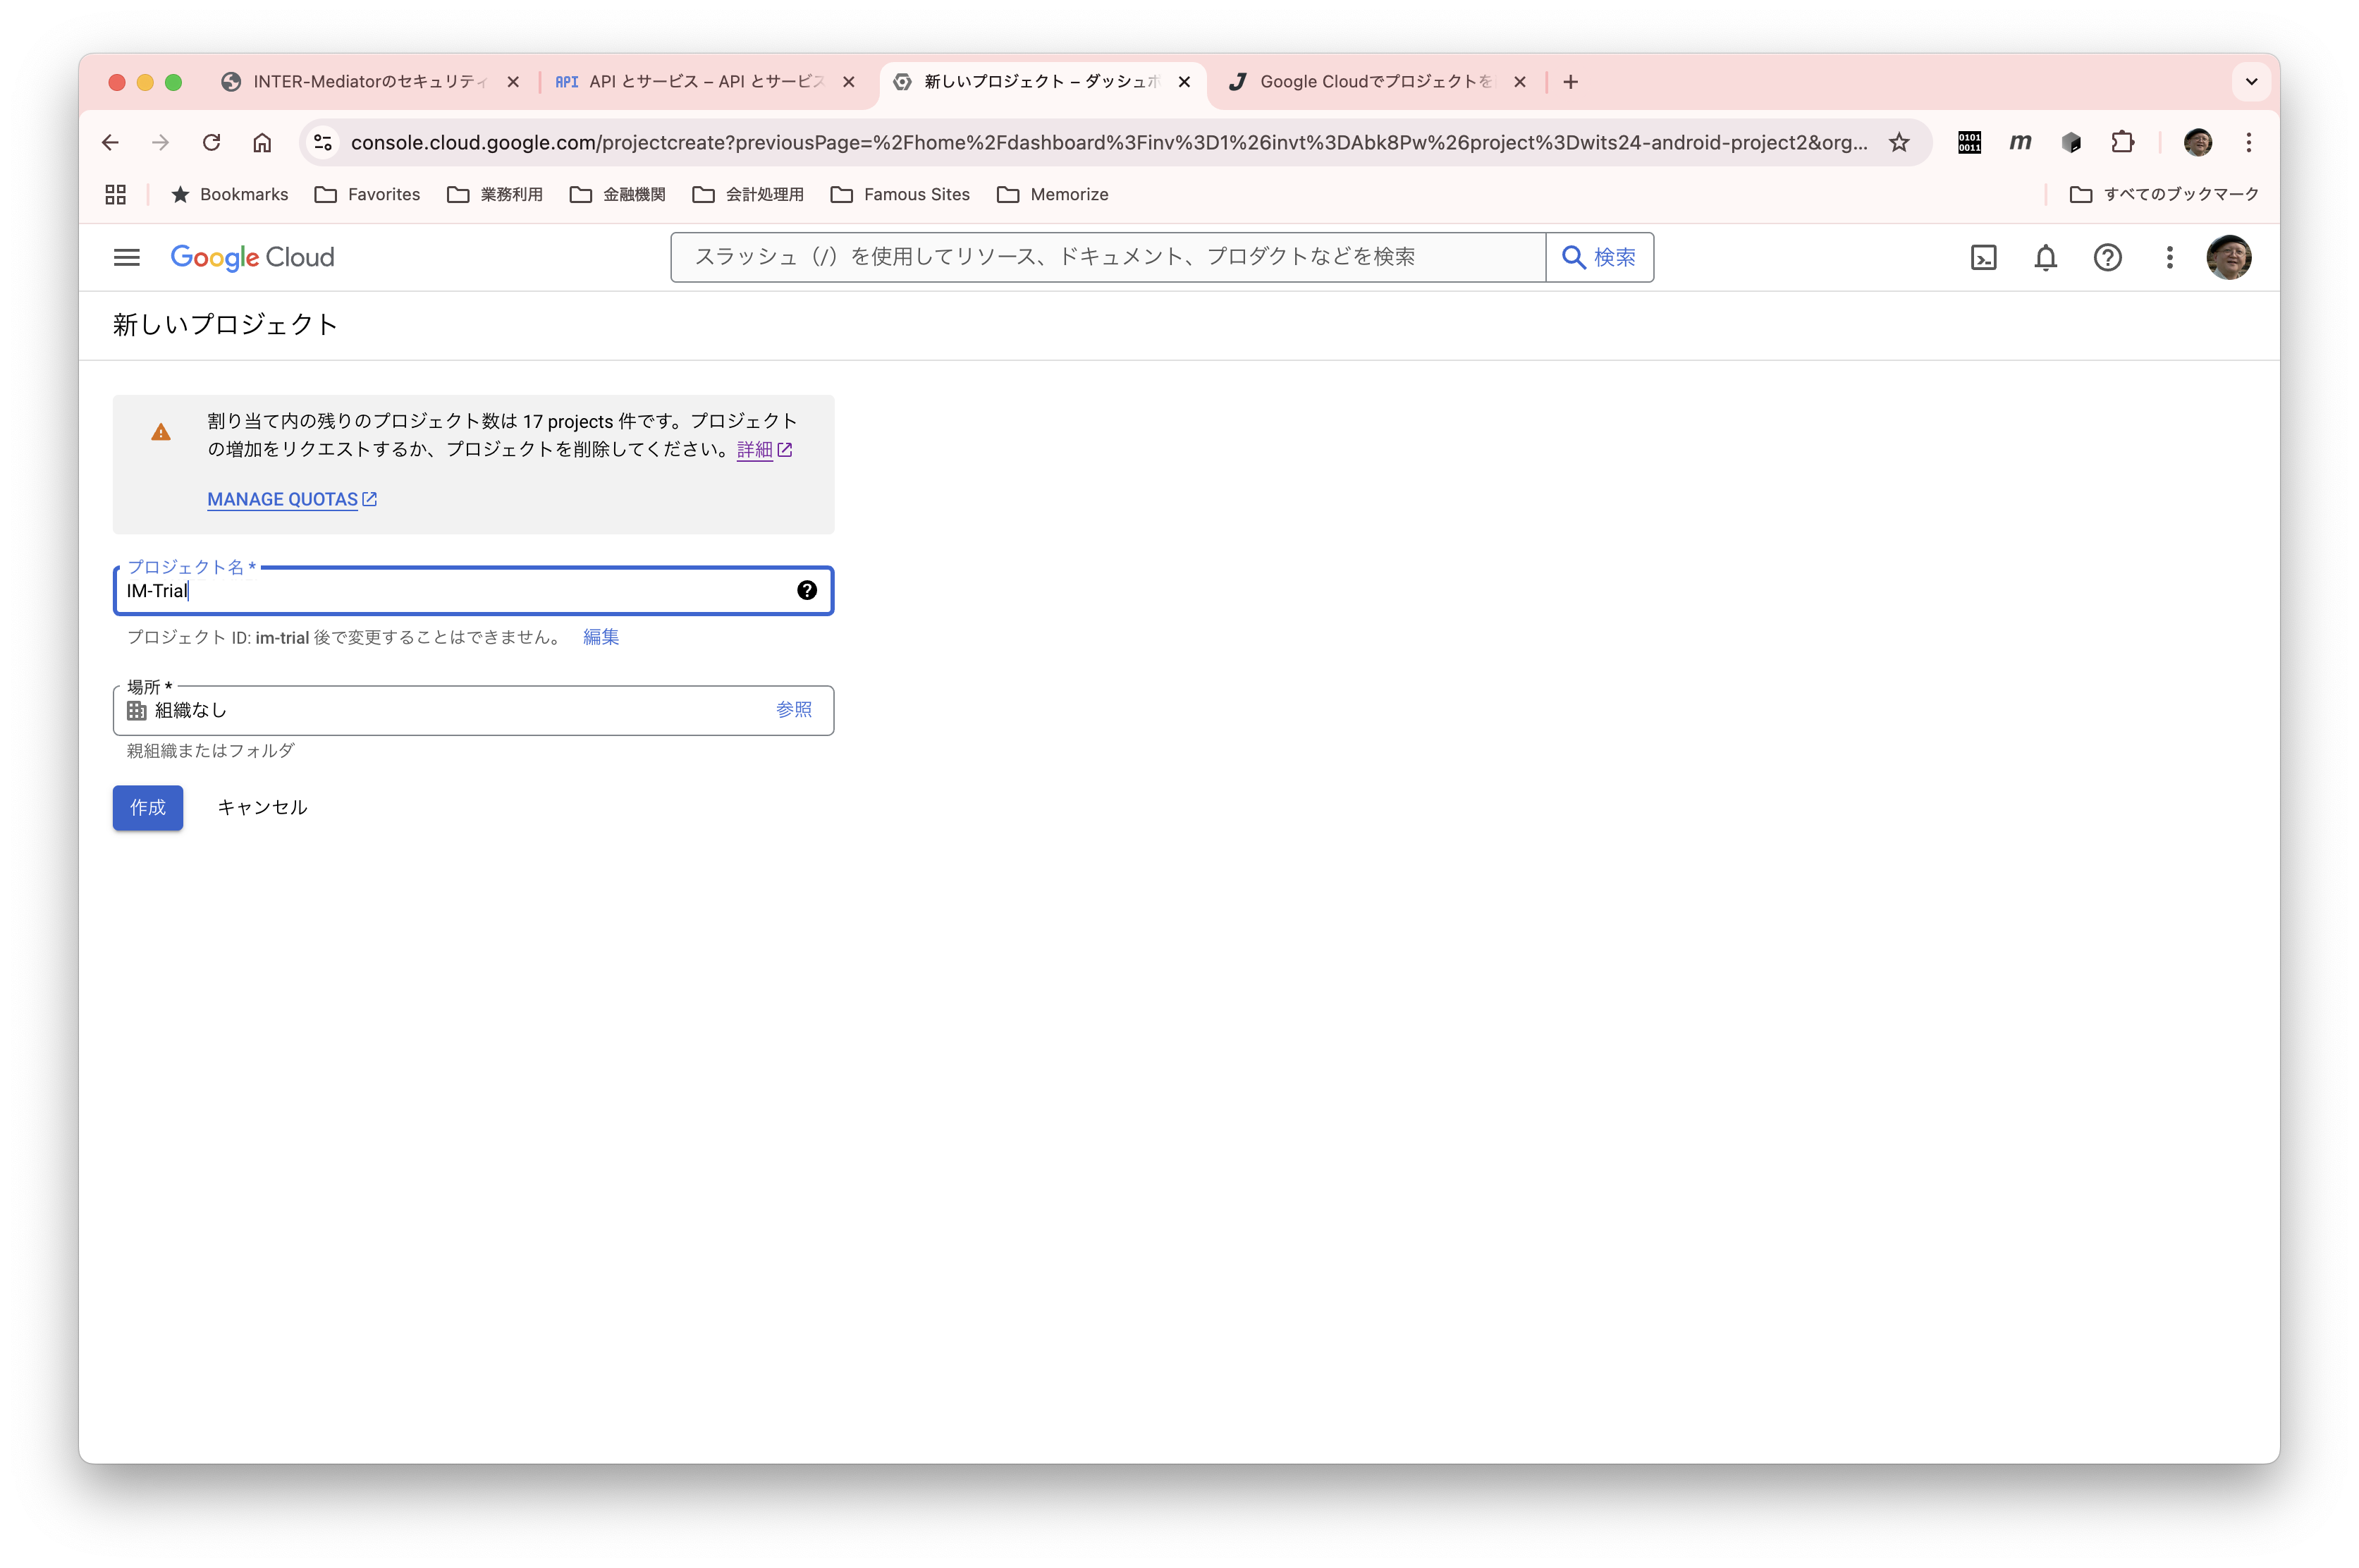 INTER-Mediatorのセキュリティ
API API とサービス – API とサービス
新しいプロジェクト – ダッシュボ
Google Cloudでプロジェクトを
console.cloud.google.com/projectcreate?previousPage=%2Fhome%2Fdashboard%3Finv%3D1%26invt%3DAbk8Pw%26project%3Dwits24-android-project2&org...
0101
0011
m
Bookmarks
Favorites
業務利用
金融機関
会計処理用
Famous Sites
Memorize
すべてのブックマーク
Google Cloud
スラッシュ（/）を使用してリソース、ドキュメント、プロダクトなどを検索
検索
新しいプロジェクト
割り当て内の残りのプロジェクト数は 17 projects 件です。プロジェクト
の増加をリクエストするか、プロジェクトを削除してください。詳細
MANAGE QUOTAS
プロジェクト名 *
IM-Trial
プロジェクト ID: im-trial 後で変更することはできません。 編集
場所 *
組織なし
参照
親組織またはフォルダ
作成
キャンセル